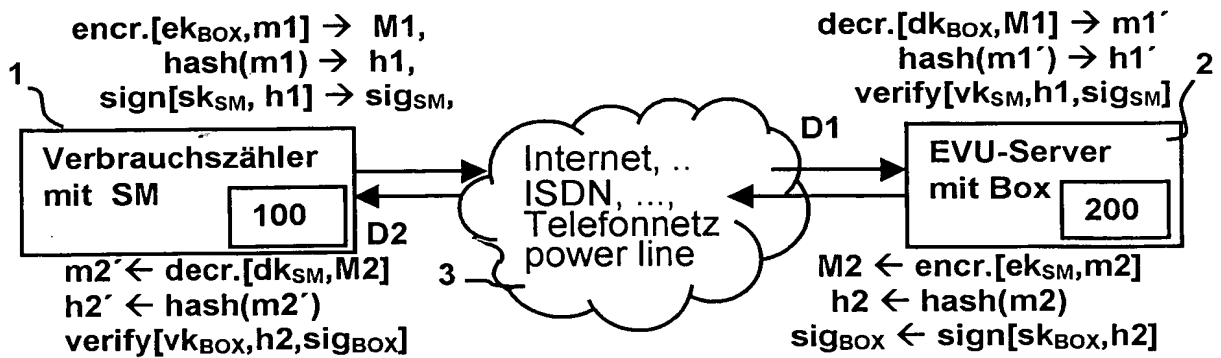 encr.[ekBOX,m1] → M1,
hash(m1) → h1,
sign[skSM, h1] → sigSM,
1
Verbrauchszähler
mit SM
100
D2
m2´ ← decr.[dkSM,M2]
h2´ ← hash(m2´)
verify[vkBOX,h2,sigBOX]
Internet, ..
ISDN, ...,
Telefonnetz
power line
3
D1
decr.[dkBOX,M1] → m1´
hash(m1´) → h1´
verify[vkSM,h1,sigSM]
2
EVU-Server
mit Box
200
M2 ← encr.[ekSM,m2]
h2 ← hash(m2)
sigBOX ← sign[skBOX,h2]